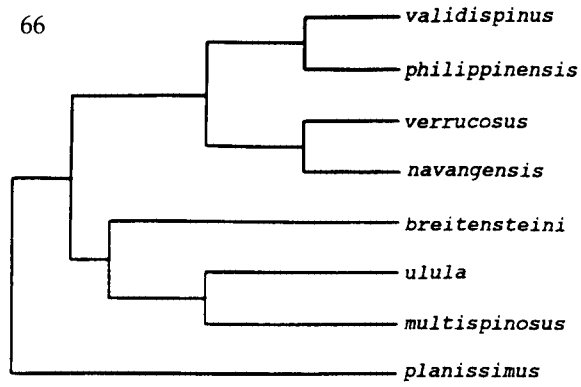 66
validispinus
philippinensis
verrucosus
navangensis
breitensteini
ulula
multispinosus
planissimus